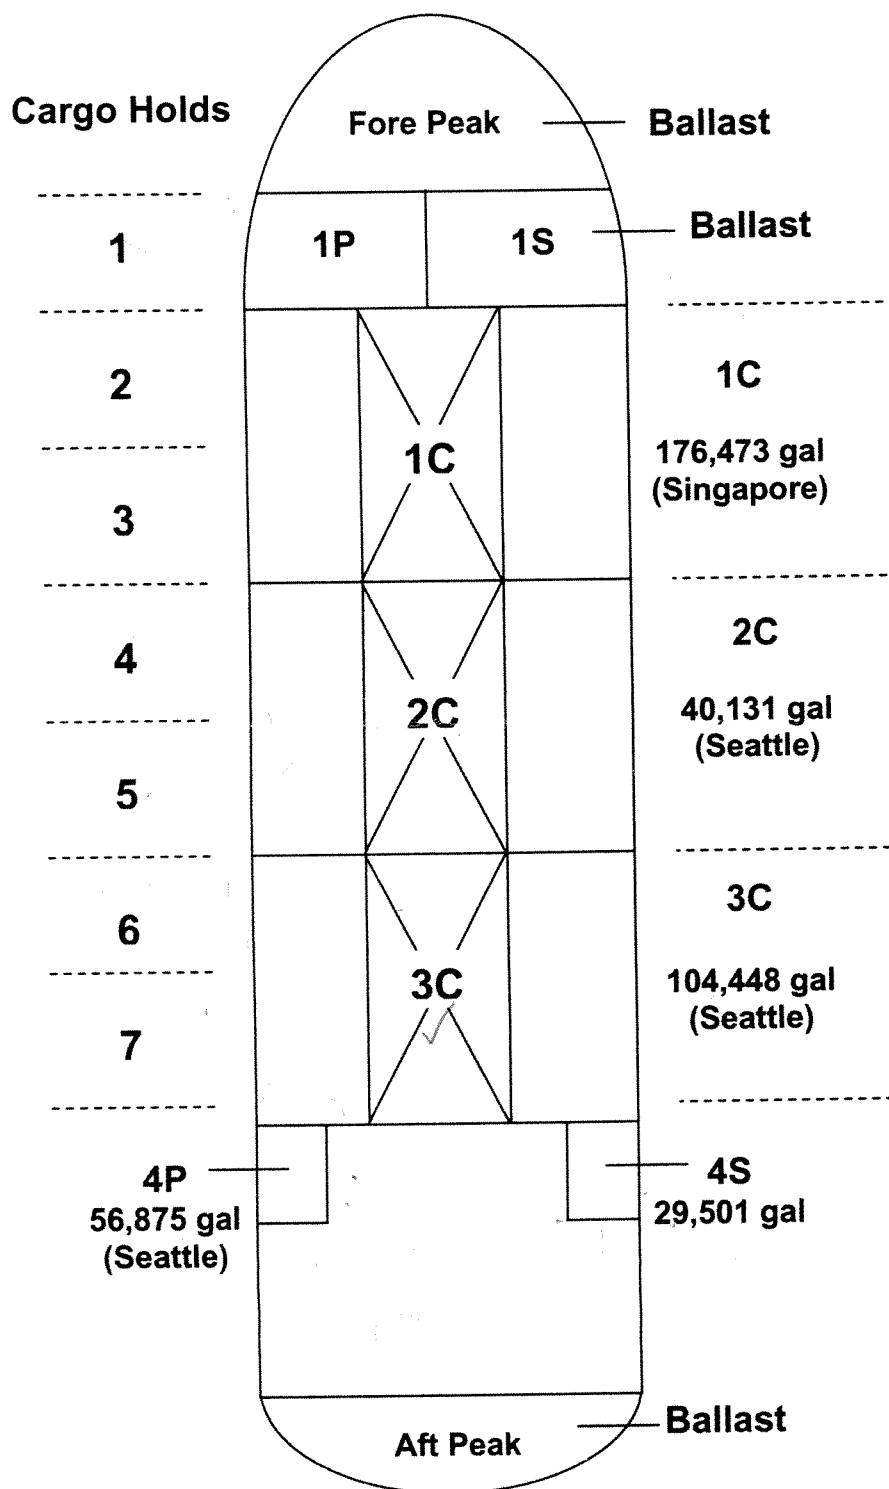 Cargo Holds
Fore Peak
Ballast
1
1P
1S
Ballast
2
1C
1C
176,473 gal
(Singapore)
3
4
2C
2C
40,131 gal
(Seattle)
5
6
3C
3C
104,448 gal
(Seattle)
7
4P
56,875 gal
(Seattle)
4S
29,501 gal
Aft Peak
Ballast